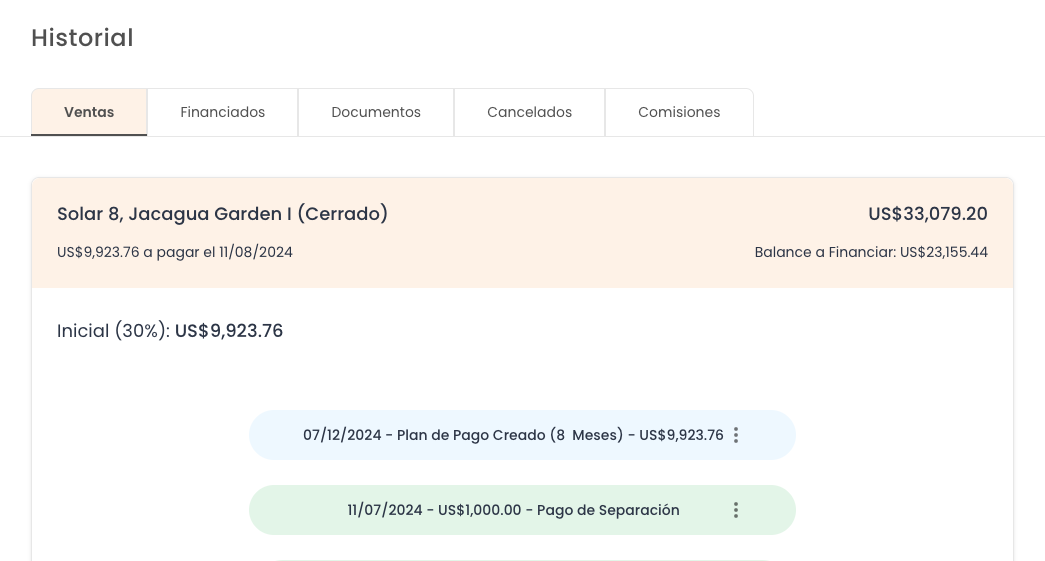 Historial
Ventas
Financiados
Documentos
Cancelados
Comisiones
Solar 8, Jacagua Garden I (Cerrado)
US$33,079.20
US$9,923.76 a pagar el 11/08/2024
Balance a Financiar: US$23,155.44
Inicial (30%): US$9,923.76
07/12/2024 - Plan de Pago Creado (8 Meses) - US$9,923.76
11/07/2024 - US$1,000.00 - Pago de Separación